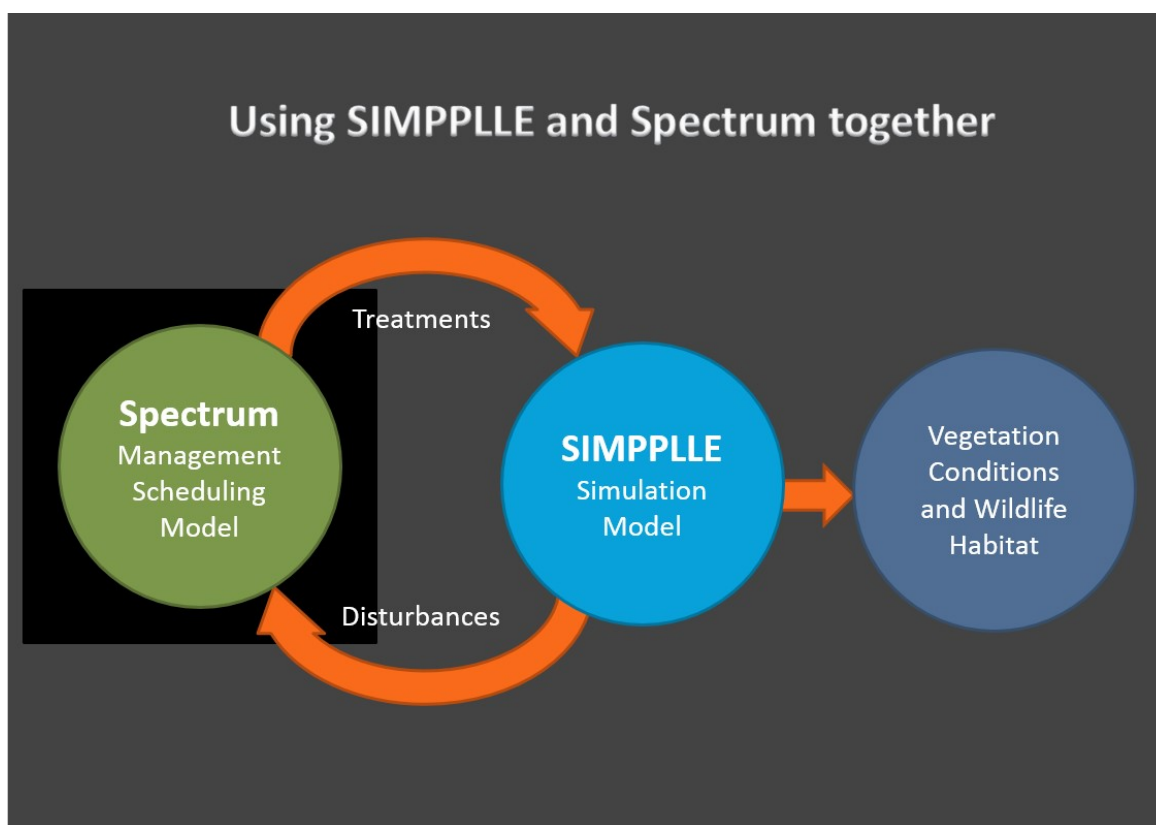 Using SIMPPLLE and Spectrum together
Treatments
Spectrum
Management
Scheduling
Model
SIMPPLLE
Simulation
Model
Vegetation
Conditions
and Wildlife
Habitat
Disturbances